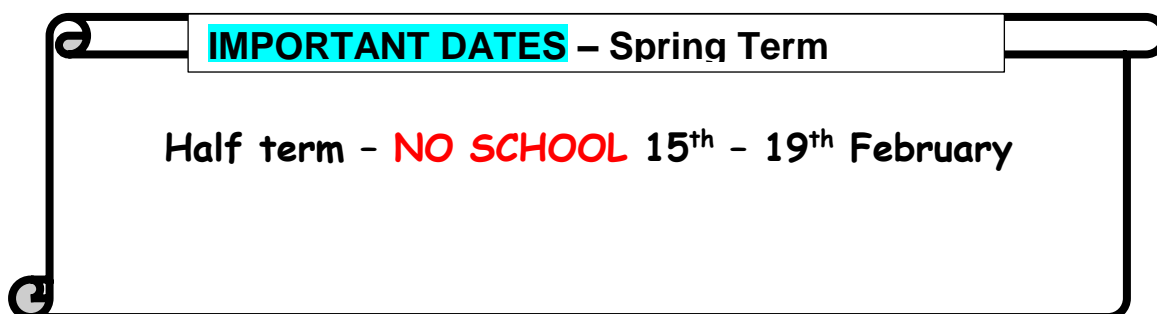 IMPORTANT DATES – Spring Term
Half term – NO SCHOOL 15th – 19th February